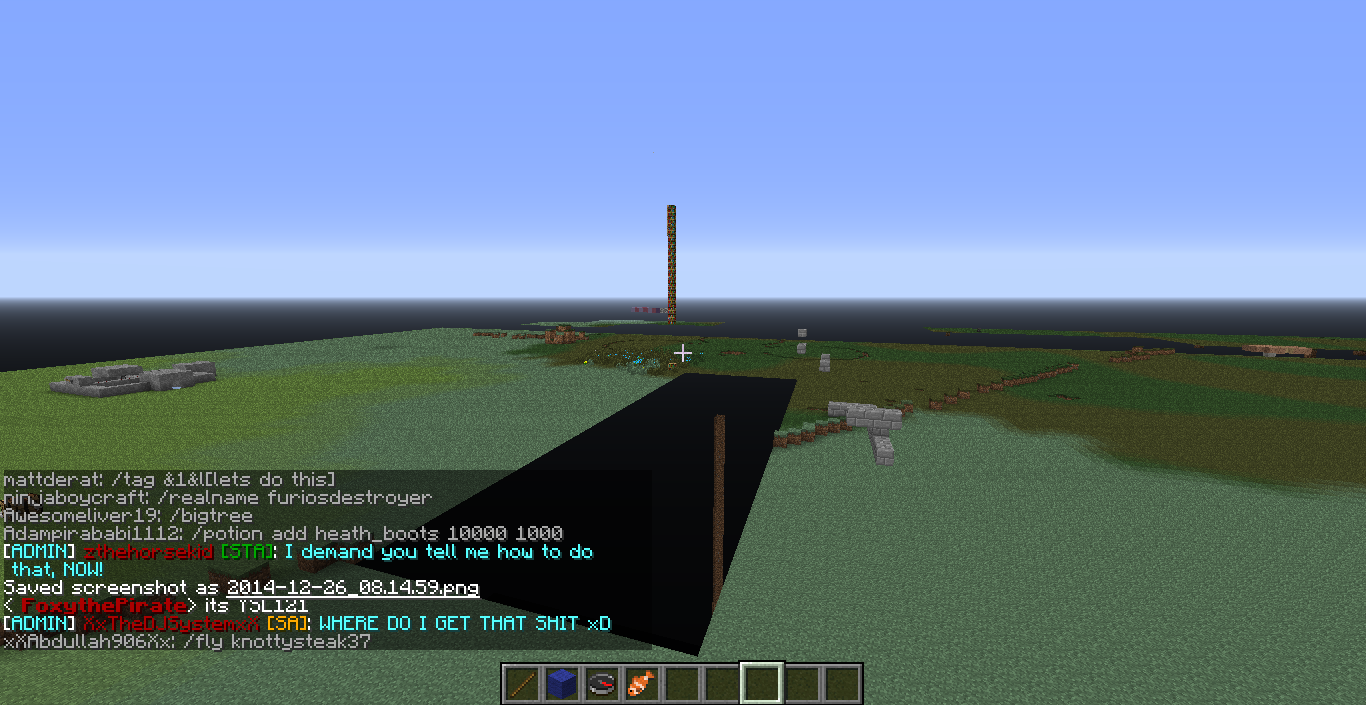 mattderat: /tag &1&l[lets do this]
ninjaboycraft: /realname furiosdestroyer
Awesomeliver19: /bigtree
Adampirababi1112: /potion add heath_boots 10000 1000
[ADMIN] zthehorsekid [STA]: I demand you tell me how to do
that, NOW!
Saved screenshot as 2014-12-26_08.14.59.png
< FoxythePirate> its TSL121
[ADMIN] XxTheDJSystemxX [SA]: WHERE DO I GET THAT SHIT xD
xXAbdullah906Xx: /fly knottysteak37